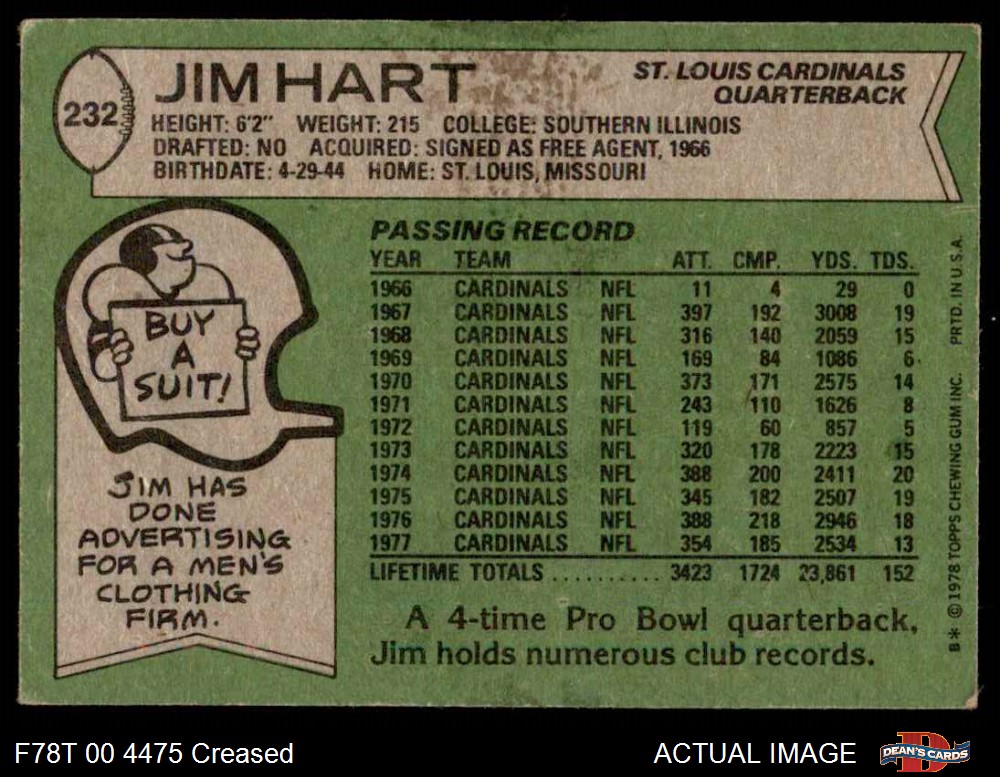 232
JIM HART
ST. LOUIS CARDINALS
QUARTERBACK
HEIGHT: 6'2" WEIGHT: 215 COLLEGE: SOUTHERN ILLINOIS
DRAFTED: NO ACQUIRED: SIGNED AS FREE AGENT, 1966
BIRTHDATE: 4-29-44 HOME: ST. LOUIS, MISSOURI
BUY
A
SUIT!
JIM HAS
DONE
ADVERTISING
FOR A MEN'S
CLOTHING
FIRM.
PASSING RECORD
YEAR TEAM ATT. CMP. YDS. TDS.
1966 CARDINALS NFL 11 4 29 0
1967 CARDINALS NFL 397 192 3008 19
1968 CARDINALS NFL 316 140 2059 15
1969 CARDINALS NFL 169 84 1086 6
1970 CARDINALS NFL 373 171 2575 14
1971 CARDINALS NFL 243 110 1626 8
1972 CARDINALS NFL 119 60 857 5
1973 CARDINALS NFL 320 178 2223 15
1974 CARDINALS NFL 388 200 2411 20
1975 CARDINALS NFL 345 182 2507 19
1976 CARDINALS NFL 388 218 2946 18
1977 CARDINALS NFL 354 185 2534 13
LIFETIME TOTALS .......... 3423 1724 23,861 152
A 4-time Pro Bowl quarterback,
Jim holds numerous club records.
B* © 1978 TOPPS CHEWING GUM INC. PRTD. IN U.S.A.
F78T 00 4475 Creased
ACTUAL IMAGE
DEAN'S CARDS